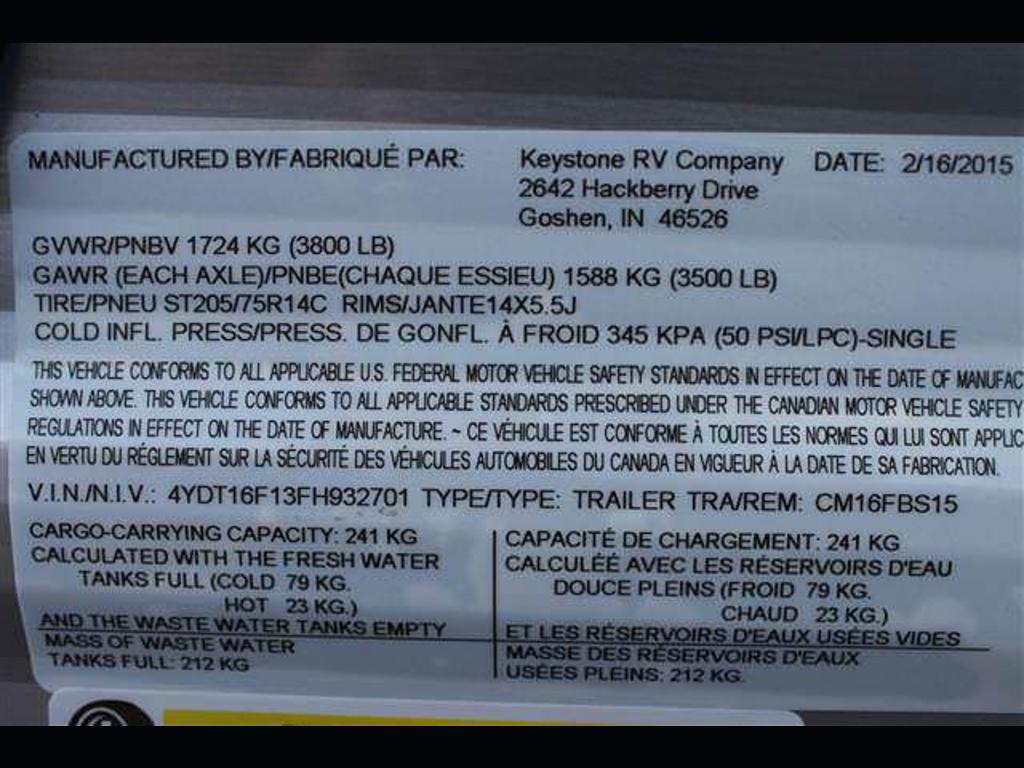 MANUFACTURED BY/FABRIQUÉ PAR: Keystone RV Company DATE: 2/16/2015
2642 Hackberry Drive
Goshen, IN 46526
GVWR/PNBV 1724 KG (3800 LB)
GAWR (EACH AXLE)/PNBE(CHAQUE ESSIEU) 1588 KG (3500 LB)
TIRE/PNEU ST205/75R14C RIMS/JANTE14X5.5J
COLD INFL. PRESS/PRESS. DE GONFL. À FROID 345 KPA (50 PSI/LPC)-SINGLE
THIS VEHICLE CONFORMS TO ALL APPLICABLE U.S. FEDERAL MOTOR VEHICLE SAFETY STANDARDS IN EFFECT ON THE DATE OF MANUFAC
SHOWN ABOVE. THIS VEHICLE CONFORMS TO ALL APPLICABLE STANDARDS PRESCRIBED UNDER THE CANADIAN MOTOR VEHICLE SAFETY
REGULATIONS IN EFFECT ON THE DATE OF MANUFACTURE. ~ CE VÉHICULE EST CONFORME À TOUTES LES NORMES QUI LUI SONT APPLIC
EN VERTU DU RÉGLEMENT SUR LA SÉCURITÉ DES VÉHICULES AUTOMOBILES DU CANADA EN VIGUEUR À LA DATE DE SA FABRICATION.
V.I.N./N.I.V.: 4YDT16F13FH932701 TYPE/TYPE: TRAILER TRA/REM: CM16FBS15
CARGO-CARRYING CAPACITY: 241 KG
CALCULATED WITH THE FRESH WATER
TANKS FULL (COLD 79 KG.
HOT 23 KG.)
AND THE WASTE WATER TANKS EMPTY
MASS OF WASTE WATER
TANKS FULL: 212 KG
CAPACITÉ DE CHARGEMENT: 241 KG
CALCULÉÉ AVEC LES RÉSERVOIRS D'EAU
DOUCE PLEINS (FROID 79 KG.
CHAUD 23 KG.)
ET LES RÉSERVOIRS D'EAUX USÉES VIDES
MASSE DES RÉSERVOIRS D'EAUX
USÉES PLEINS: 212 KG.